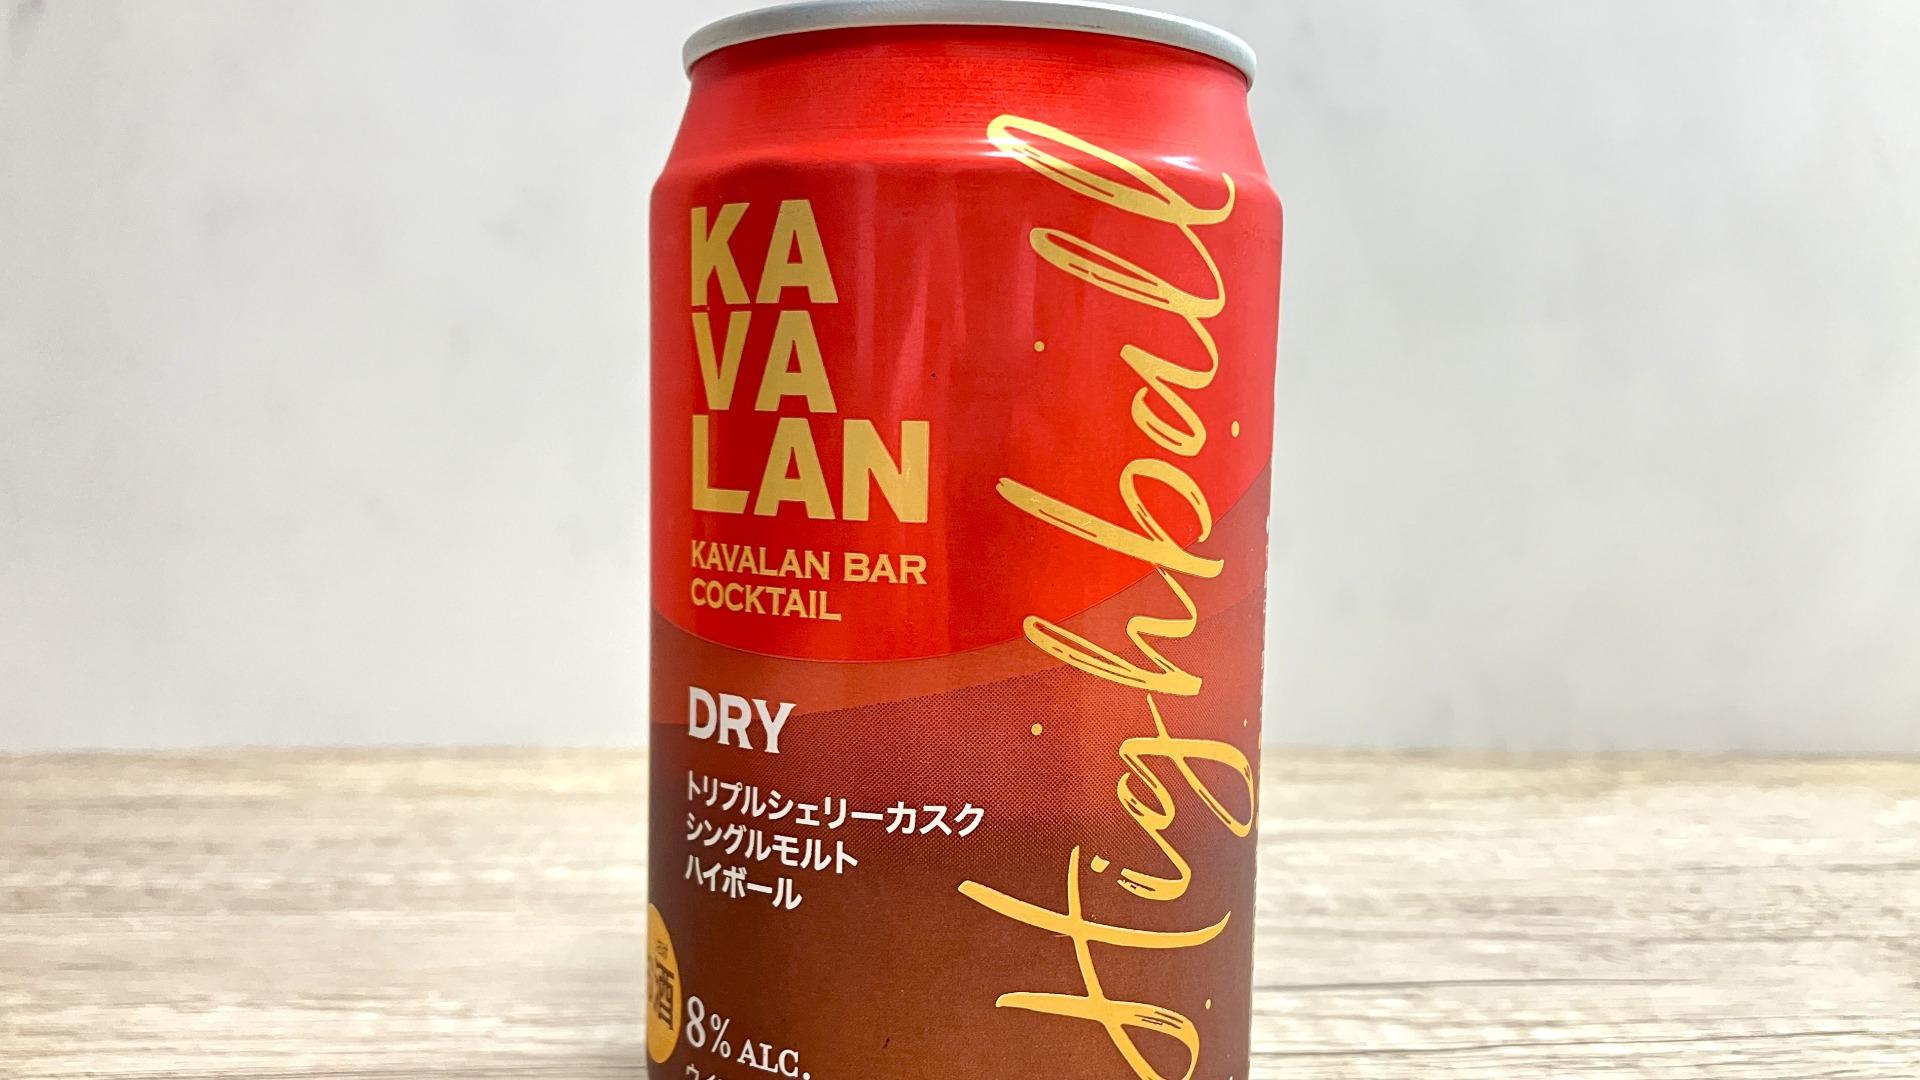 KA
VA
LAN
KAVALAN BAR
COCKTAIL
DRY
トリプルシェリーカスク
シングルモルト
ハイボール
8% ALC.
Highball
酒